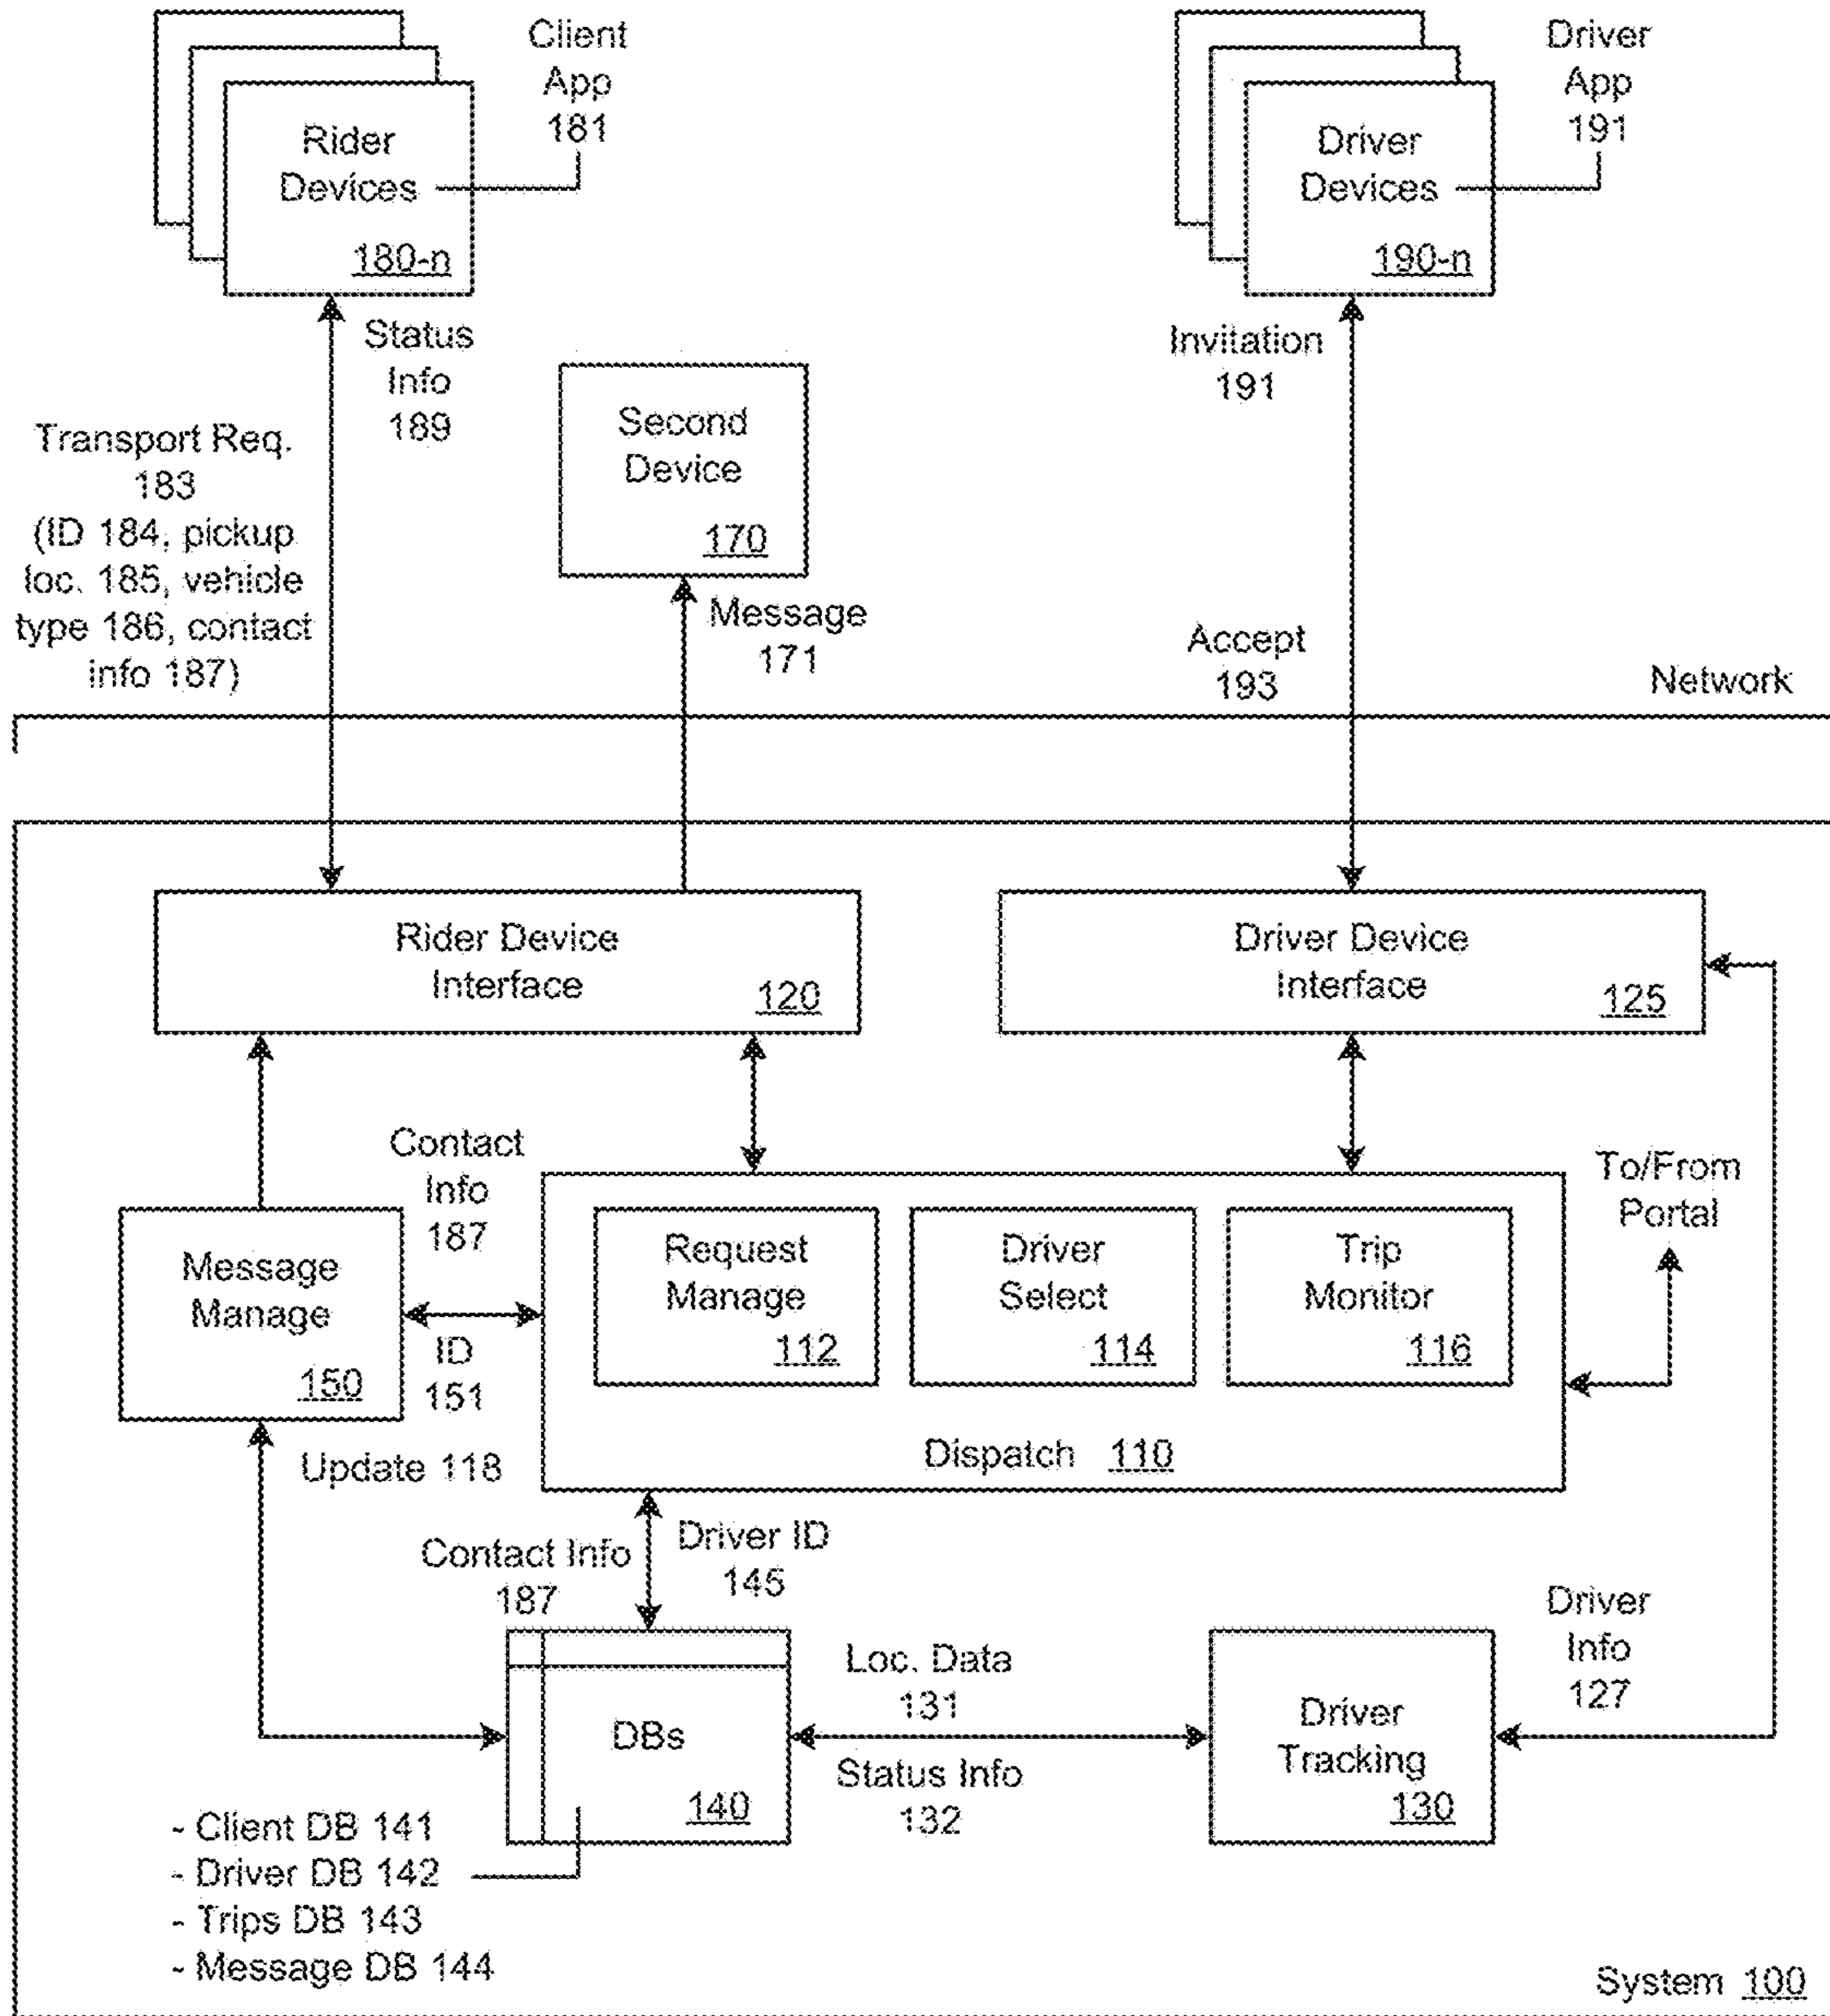 Client
App
181
Rider
Devices
180-n
Driver
App
191
Driver
Devices
190-n
Status
Info
189
Transport Req.
183
(ID 184, pickup
loc. 185, vehicle
type 186, contact
info 187)
Second
Device
170
Message
171
Invitation
191
Accept
193
Network
Rider Device
Interface
120
Driver Device
Interface
125
Contact
Info
187
Message
Manage
150
ID
151
Request
Manage
112
Driver
Select
114
Trip
Monitor
116
Dispatch 110
To/From
Portal
Update 118
Contact Info
187
Driver ID
145
DBs
140
Loc. Data
131
Status Info
132
Driver
Tracking
130
Driver
Info
127
- Client DB 141
- Driver DB 142
- Trips DB 143
- Message DB 144
System 100